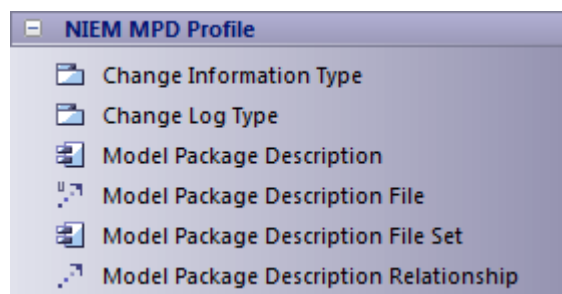 NIEM MPD Profile
Change Information Type
Change Log Type
Model Package Description
Model Package Description File
Model Package Description File Set
Model Package Description Relationship